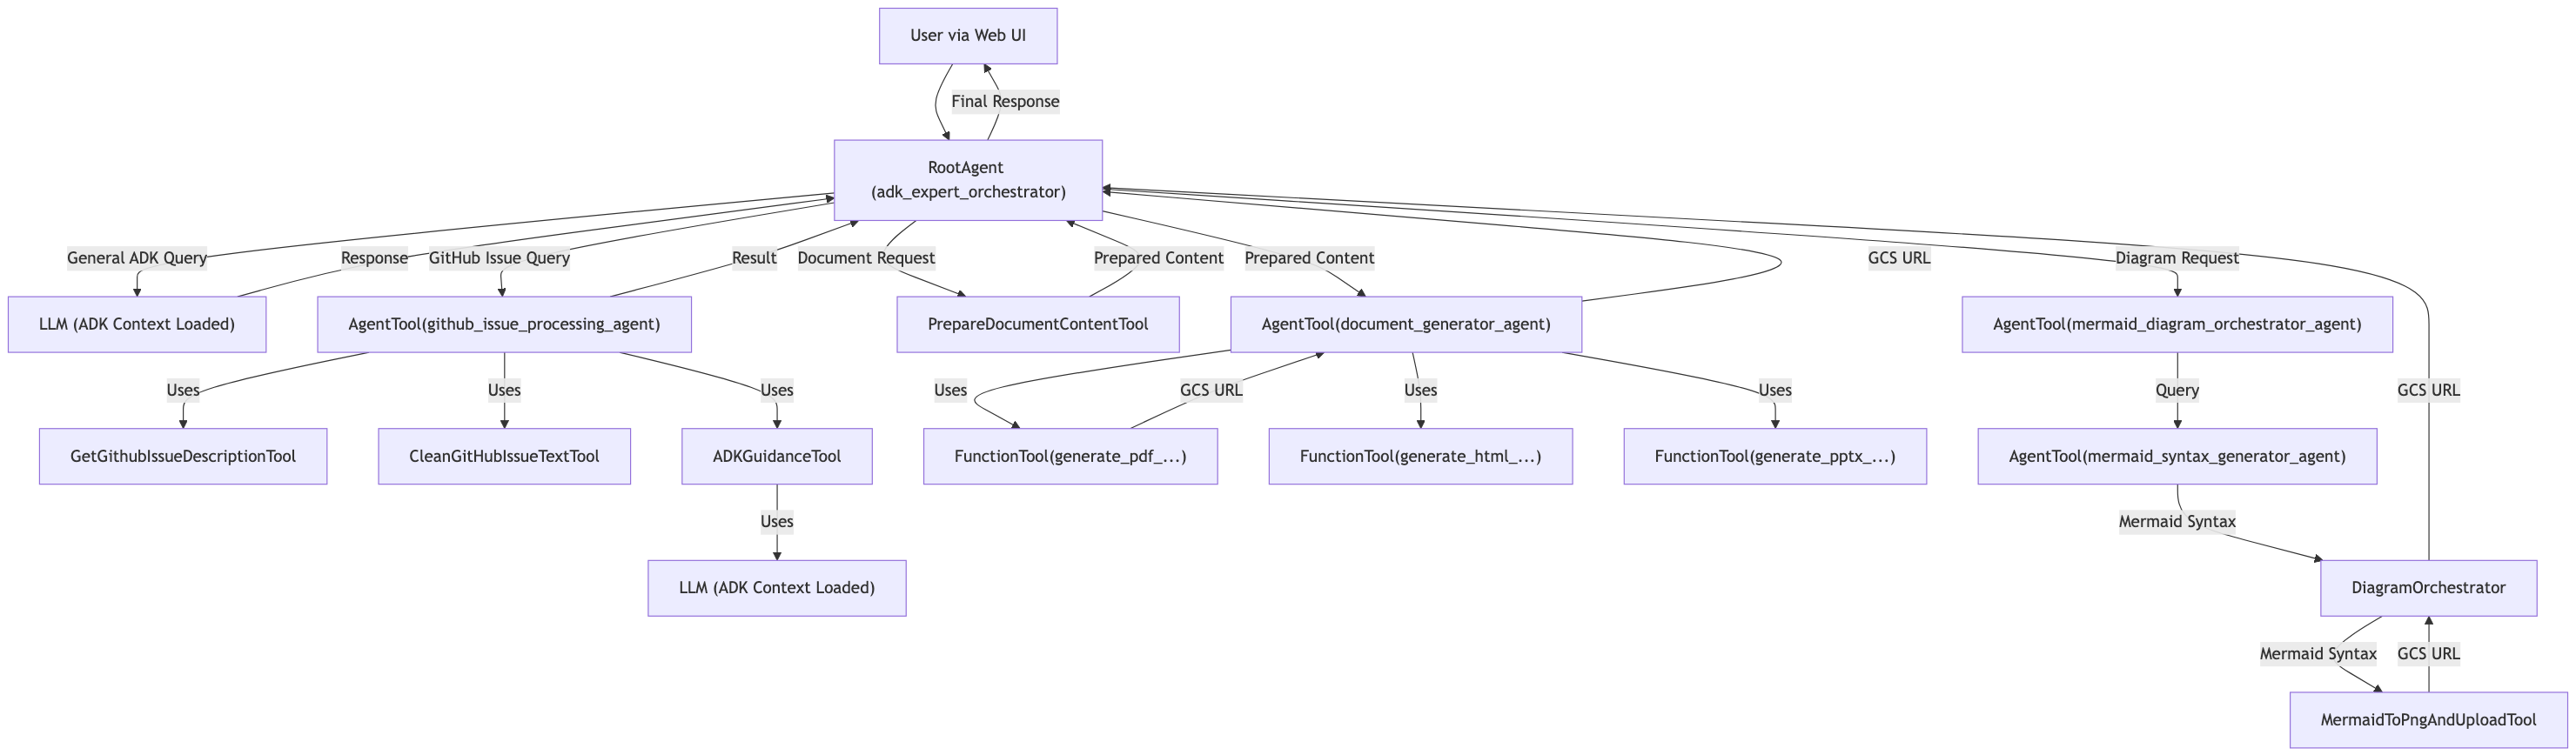 User via Web UI
Final Response
RootAgent
(adk_expert_orchestrator)
General ADK Query
Response
GitHub Issue Query
Result
Document Request
Prepared Content
Prepared Content
GCS URL
Diagram Request
LLM (ADK Context Loaded)
AgentTool(github_issue_processing_agent)
PrepareDocumentContentTool
AgentTool(document_generator_agent)
AgentTool(mermaid_diagram_orchestrator_agent)
Uses
Uses
Uses
Uses
GCS URL
Uses
Uses
Query
GCS URL
GetGithubIssueDescriptionTool
CleanGitHubIssueTextTool
ADKGuidanceTool
FunctionTool(generate_pdf_...)
FunctionTool(generate_html_...)
FunctionTool(generate_pptx_...)
AgentTool(mermaid_syntax_generator_agent)
Uses
Mermaid Syntax
LLM (ADK Context Loaded)
DiagramOrchestrator
Mermaid Syntax
GCS URL
MermaidToPngAndUploadTool